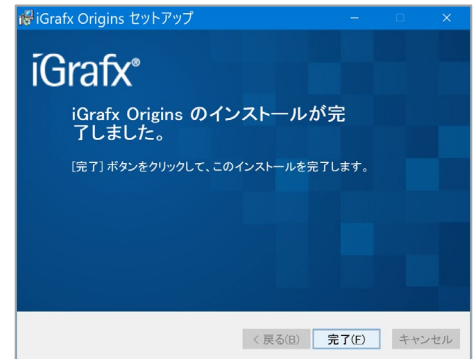 iGrafx Origins セットアップ
iGrafx®
iGrafx Origins のインストールが完
了しました。
[完了] ボタンをクリックして、このインストールを完了します。
< 戻る(B)
完了(F)
キャンセル